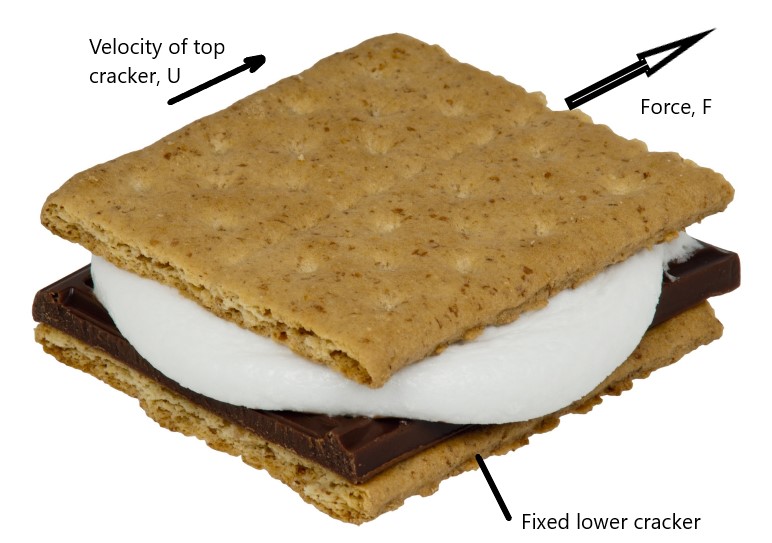 Velocity of top
cracker, U
Force, F
Fixed lower cracker